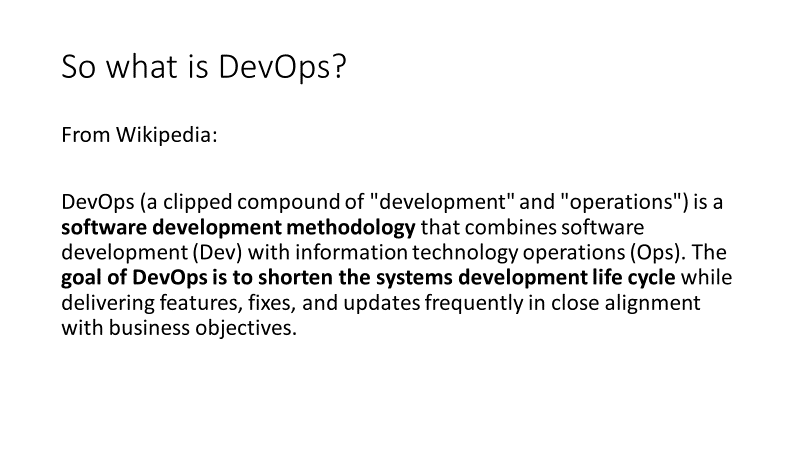 So what is DevOps?
From Wikipedia:
DevOps (a clipped compound of "development" and "operations") is a
software development methodology that combines software
development (Dev) with information technology operations (Ops). The
goal of DevOps is to shorten the systems development life cycle while
delivering features, fixes, and updates frequently in close alignment
with business objectives.